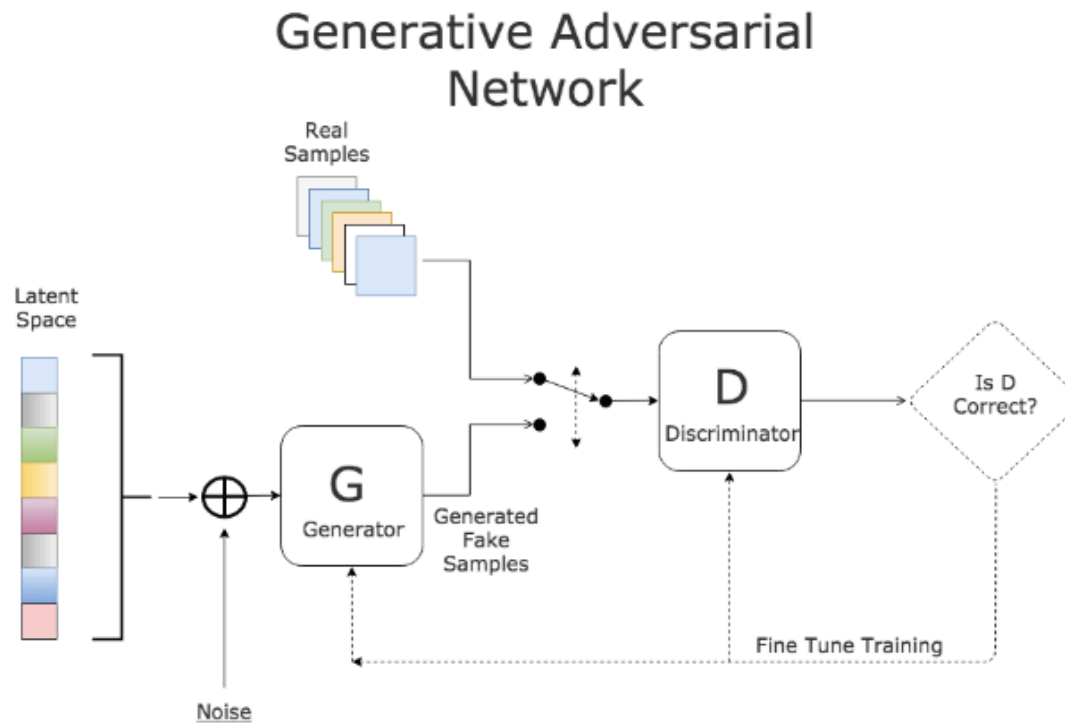 Generative Adversarial
Network
Real
Samples
Latent
Space
Is D
Correct?
D
Discriminator
G
Generator
Generated
Fake
Samples
Fine Tune Training
Noise